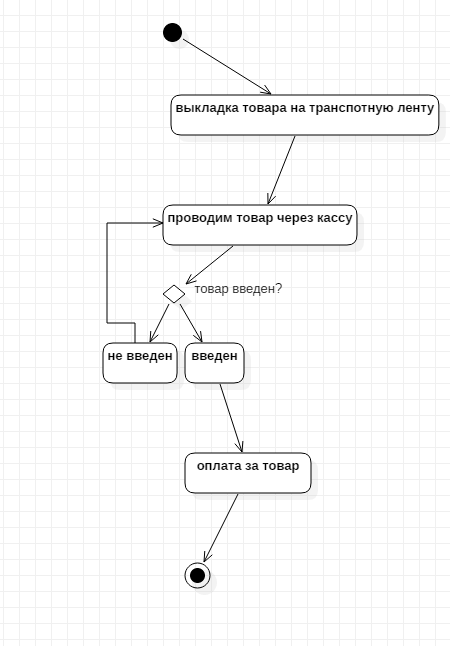 выкладка товара на транспотную ленту
проводим товар через кассу
товар введен?
не введен
введен
оплата за товар